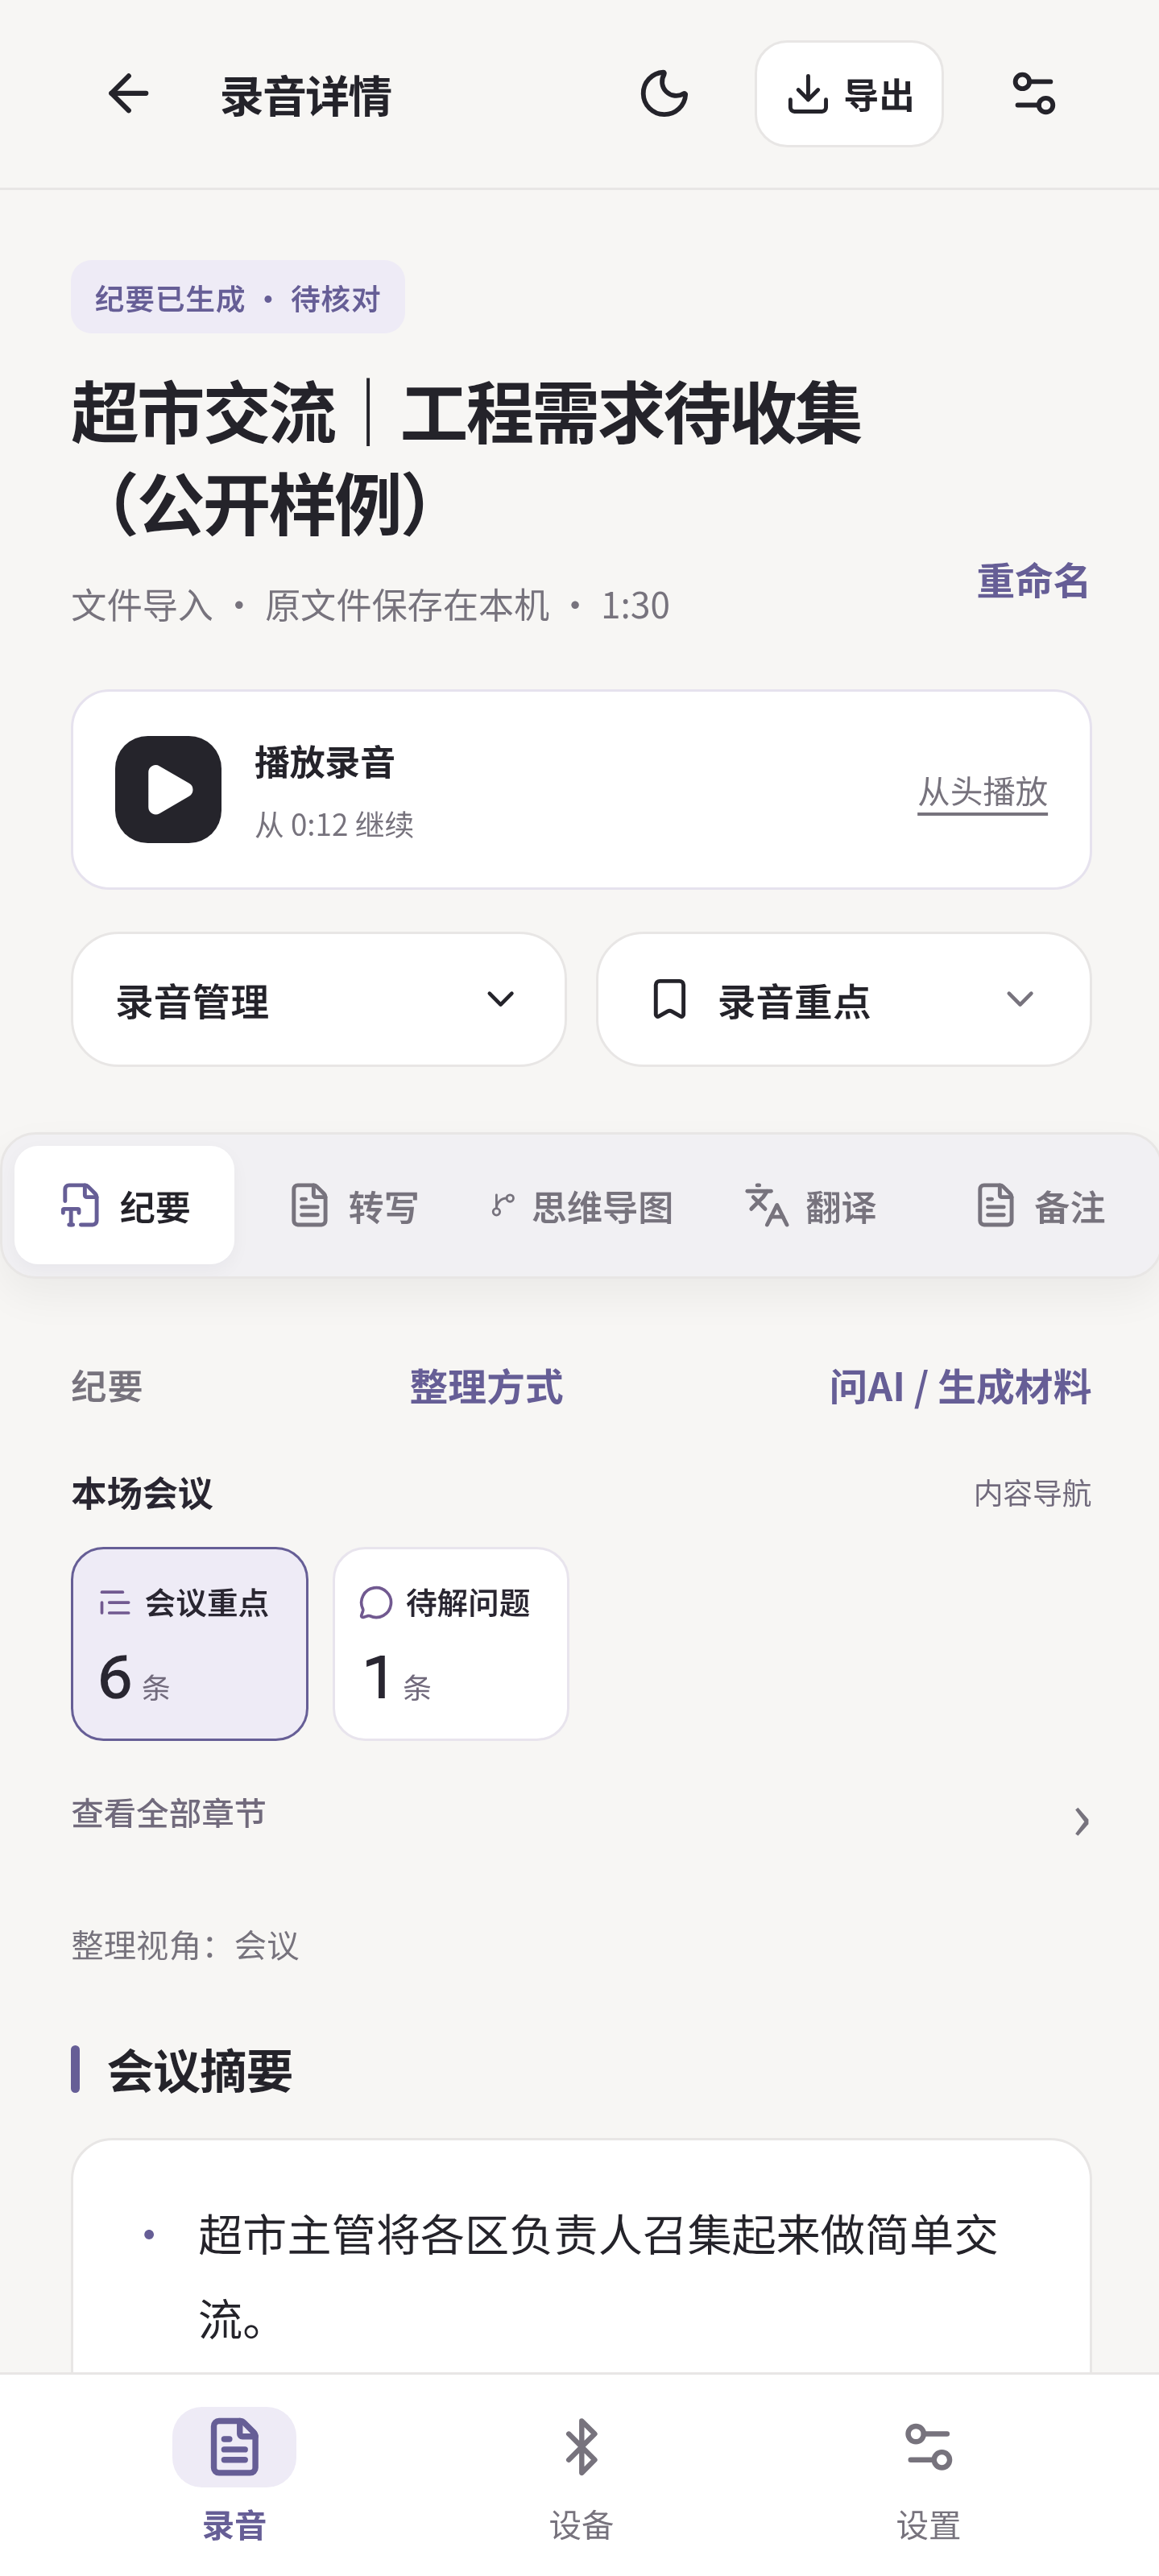 录音详情
导出
纪要已生成 · 待核对
超市交流｜工程需求待收集
（公开样例）
重命名
文件导入 · 原文件保存在本机 · 1:30
播放录音
从 0:12 继续
从头播放
录音管理
录音重点
纪要
转写
思维导图
翻译
备注
纪要
整理方式
问AI / 生成材料
本场会议
内容导航
会议重点
6 条
待解问题
1 条
查看全部章节
整理视角：会议
会议摘要
· 超市主管将各区负责人召集起来做简单交
流。
录音
设备
设置